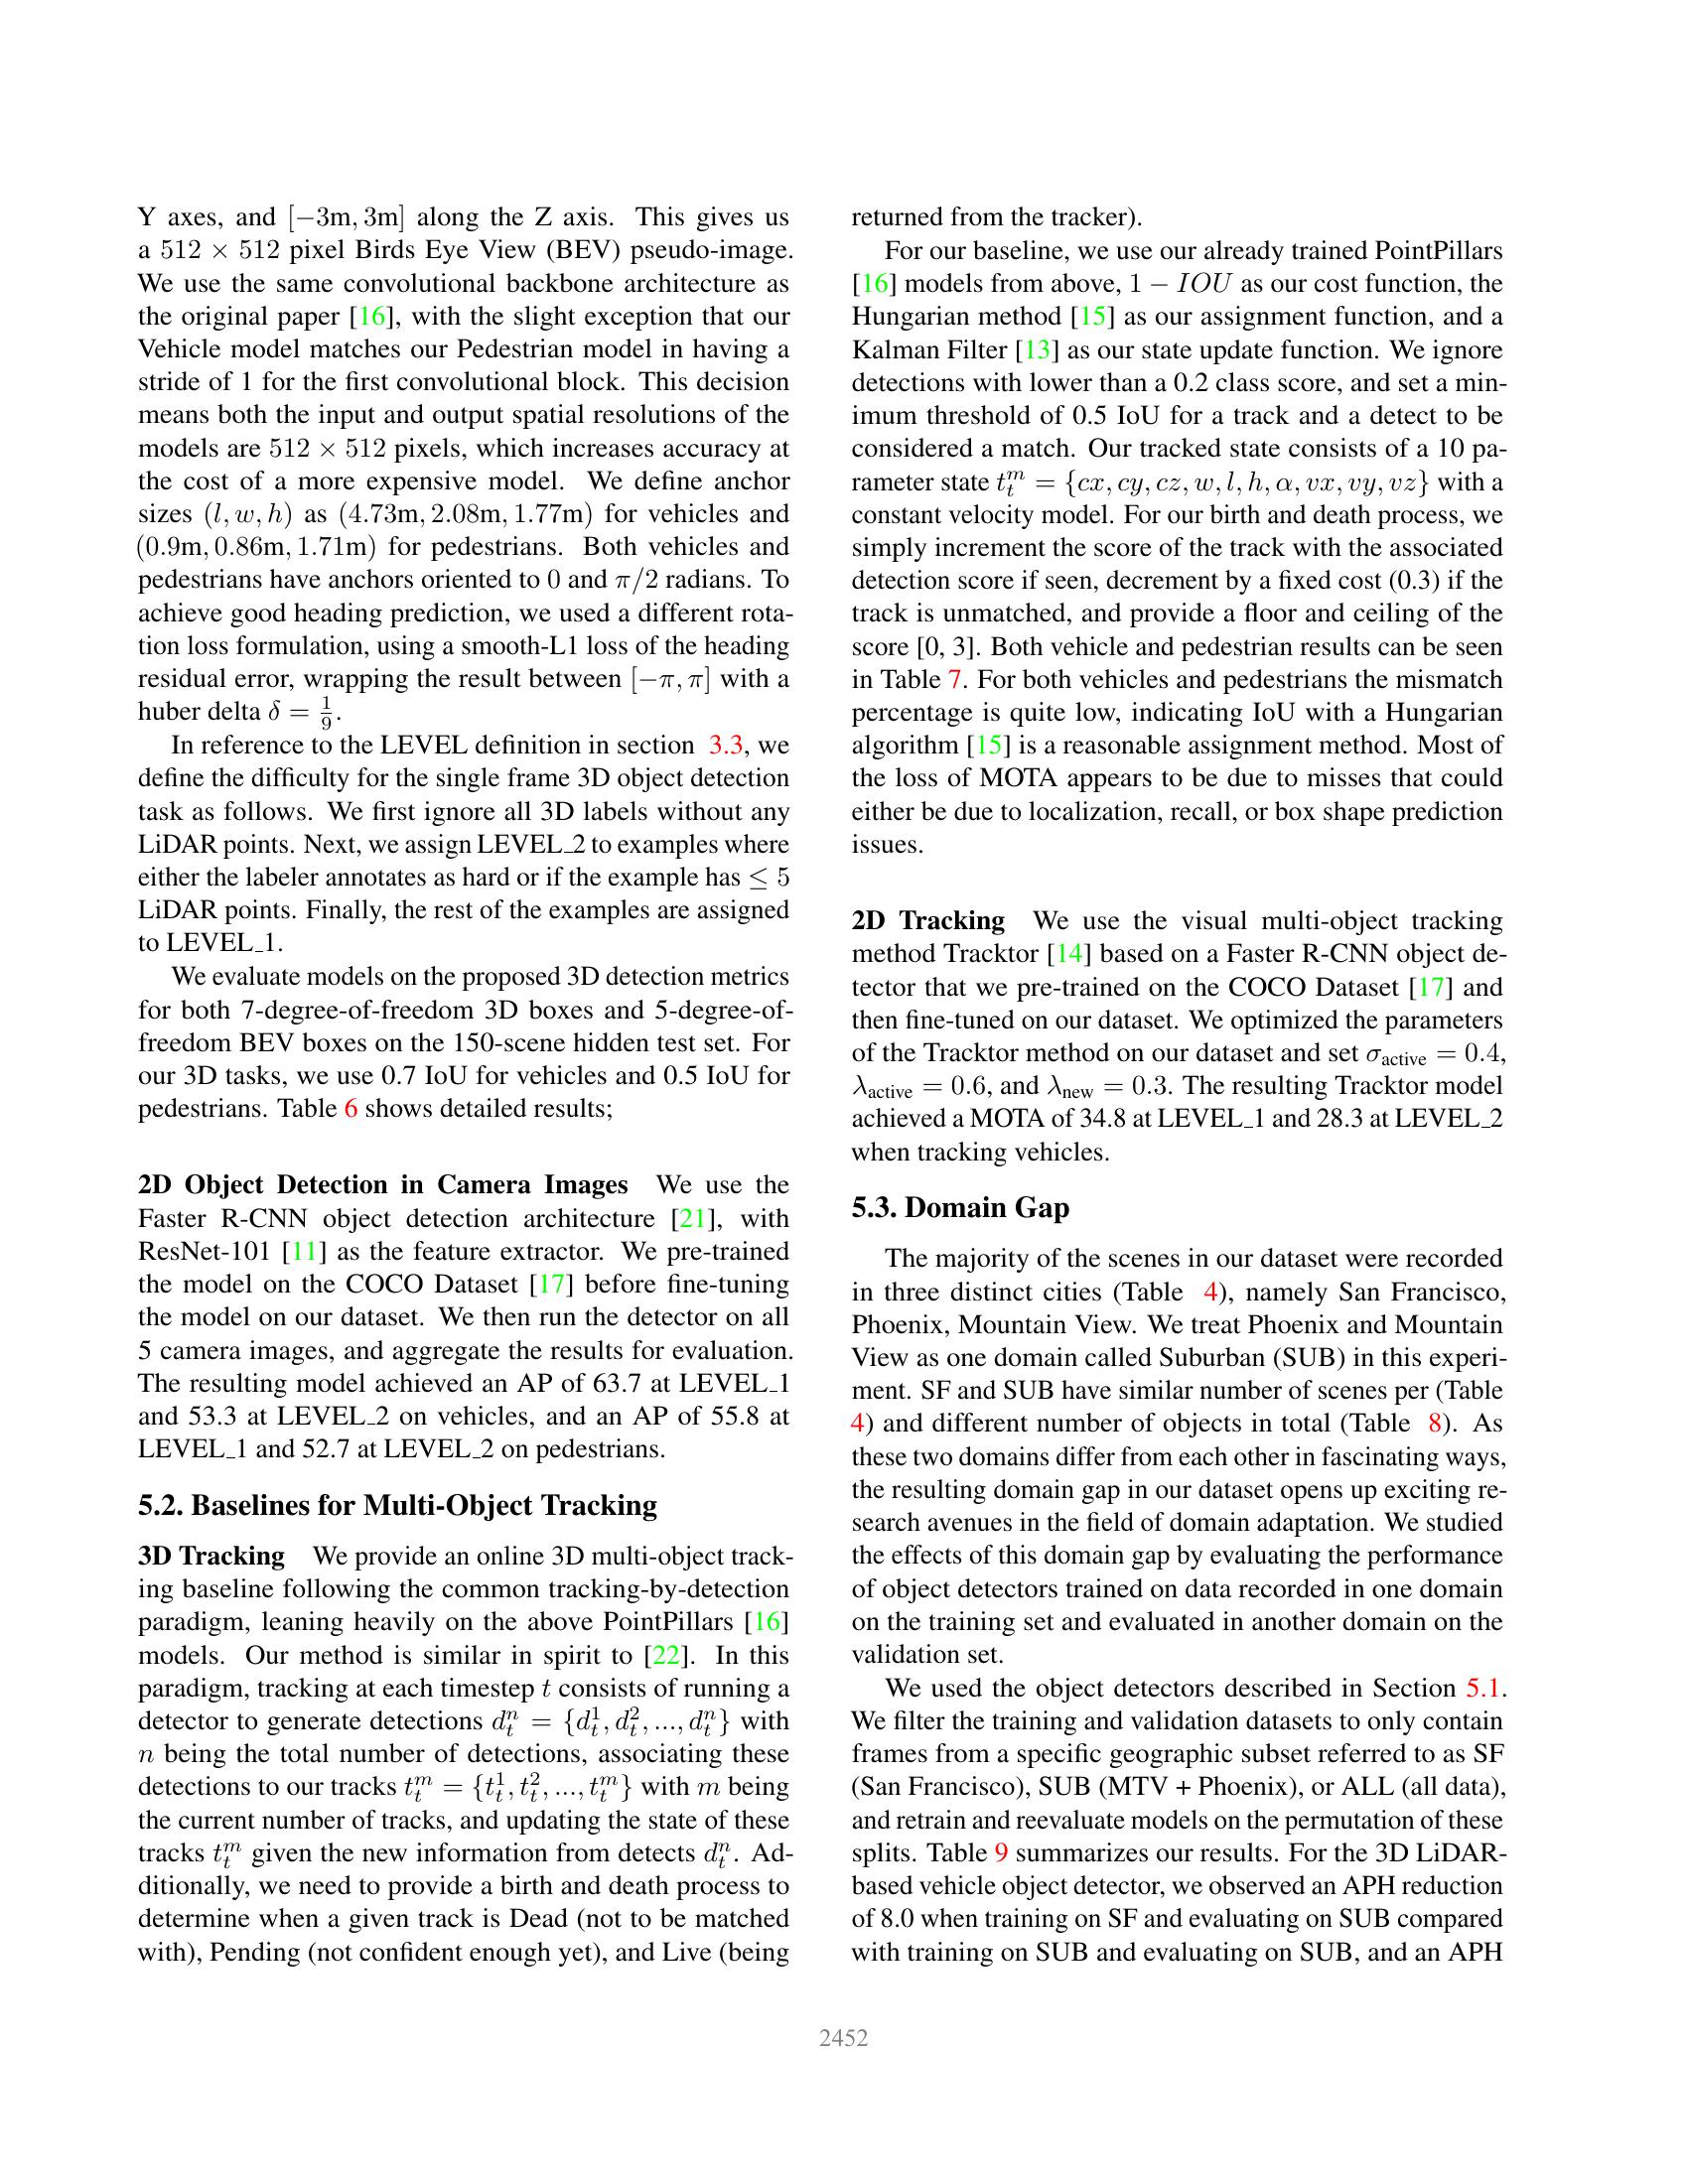 Y axes, and [−3m, 3m] along the Z axis. This gives us
a 512 × 512 pixel Birds Eye View (BEV) pseudo-image.
We use the same convolutional backbone architecture as
the original paper [16], with the slight exception that our
Vehicle model matches our Pedestrian model in having a
stride of 1 for the first convolutional block. This decision
means both the input and output spatial resolutions of the
models are 512 × 512 pixels, which increases accuracy at
the cost of a more expensive model. We define anchor
sizes (l, w, h) as (4.73m, 2.08m, 1.77m) for vehicles and
(0.9m, 0.86m, 1.71m) for pedestrians. Both vehicles and
pedestrians have anchors oriented to 0 and π/2 radians. To
achieve good heading prediction, we used a different rota-
tion loss formulation, using a smooth-L1 loss of the heading
residual error, wrapping the result between [−π, π] with a
huber delta δ = 1/9.
In reference to the LEVEL definition in section 3.3, we
define the difficulty for the single frame 3D object detection
task as follows. We first ignore all 3D labels without any
LiDAR points. Next, we assign LEVEL_2 to examples where
either the labeler annotates as hard or if the example has ≤ 5
LiDAR points. Finally, the rest of the examples are assigned
to LEVEL_1.
We evaluate models on the proposed 3D detection metrics
for both 7-degree-of-freedom 3D boxes and 5-degree-of-
freedom BEV boxes on the 150-scene hidden test set. For
our 3D tasks, we use 0.7 IoU for vehicles and 0.5 IoU for
pedestrians. Table 6 shows detailed results;
2D Object Detection in Camera Images We use the
Faster R-CNN object detection architecture [21], with
ResNet-101 [11] as the feature extractor. We pre-trained
the model on the COCO Dataset [17] before fine-tuning
the model on our dataset. We then run the detector on all
5 camera images, and aggregate the results for evaluation.
The resulting model achieved an AP of 63.7 at LEVEL_1
and 53.3 at LEVEL_2 on vehicles, and an AP of 55.8 at
LEVEL_1 and 52.7 at LEVEL_2 on pedestrians.
5.2. Baselines for Multi-Object Tracking
3D Tracking We provide an online 3D multi-object track-
ing baseline following the common tracking-by-detection
paradigm, leaning heavily on the above PointPillars [16]
models. Our method is similar in spirit to [22]. In this
paradigm, tracking at each timestep t consists of running a
detector to generate detections d_t^n = {d_t^1, d_t^2, ..., d_t^n} with
n being the total number of detections, associating these
detections to our tracks t_t^m = {t_t^1, t_t^2, ..., t_t^m} with m being
the current number of tracks, and updating the state of these
tracks t_t^m given the new information from detects d_t^n. Ad-
ditionally, we need to provide a birth and death process to
determine when a given track is Dead (not to be matched
with), Pending (not confident enough yet), and Live (being
returned from the tracker).
For our baseline, we use our already trained PointPillars
[16] models from above, 1 − IOU as our cost function, the
Hungarian method [15] as our assignment function, and a
Kalman Filter [13] as our state update function. We ignore
detections with lower than a 0.2 class score, and set a min-
imum threshold of 0.5 IoU for a track and a detect to be
considered a match. Our tracked state consists of a 10 pa-
rameter state t_t^m = {cx, cy, cz, w, l, h, α, vx, vy, vz} with a
constant velocity model. For our birth and death process, we
simply increment the score of the track with the associated
detection score if seen, decrement by a fixed cost (0.3) if the
track is unmatched, and provide a floor and ceiling of the
score [0, 3]. Both vehicle and pedestrian results can be seen
in Table 7. For both vehicles and pedestrians the mismatch
percentage is quite low, indicating IoU with a Hungarian
algorithm [15] is a reasonable assignment method. Most of
the loss of MOTA appears to be due to misses that could
either be due to localization, recall, or box shape prediction
issues.
2D Tracking We use the visual multi-object tracking
method Tracktor [14] based on a Faster R-CNN object de-
tector that we pre-trained on the COCO Dataset [17] and
then fine-tuned on our dataset. We optimized the parameters
of the Tracktor method on our dataset and set σ_active = 0.4,
λ_active = 0.6, and λ_new = 0.3. The resulting Tracktor model
achieved a MOTA of 34.8 at LEVEL_1 and 28.3 at LEVEL_2
when tracking vehicles.
5.3. Domain Gap
The majority of the scenes in our dataset were recorded
in three distinct cities (Table 4), namely San Francisco,
Phoenix, Mountain View. We treat Phoenix and Mountain
View as one domain called Suburban (SUB) in this experi-
ment. SF and SUB have similar number of scenes per (Table
4) and different number of objects in total (Table 8). As
these two domains differ from each other in fascinating ways,
the resulting domain gap in our dataset opens up exciting re-
search avenues in the field of domain adaptation. We studied
the effects of this domain gap by evaluating the performance
of object detectors trained on data recorded in one domain
on the training set and evaluated in another domain on the
validation set.
We used the object detectors described in Section 5.1.
We filter the training and validation datasets to only contain
frames from a specific geographic subset referred to as SF
(San Francisco), SUB (MTV + Phoenix), or ALL (all data),
and retrain and reevaluate models on the permutation of these
splits. Table 9 summarizes our results. For the 3D LiDAR-
based vehicle object detector, we observed an APH reduction
of 8.0 when training on SF and evaluating on SUB compared
with training on SUB and evaluating on SUB, and an APH
2452